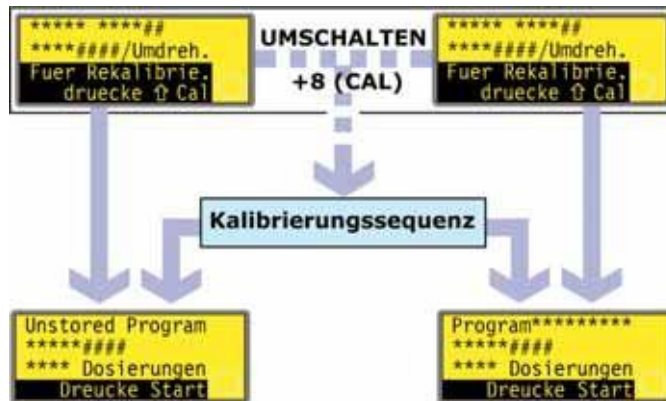 ***** ****##
****####/Umdreh.
Fuer Rekalibrie.
druecke ⇧ Cal
UMSCHALTEN
+8 (CAL)
***** ****##
****####/Umdreh.
Fuer Rekalibrie.
druecke ⇧ Cal
Kalibrierungssequenz
Unstored Program
*****####
**** Dosierungen
Dreucke Start
Program*********
*****####
**** Dosierungen
Dreucke Start